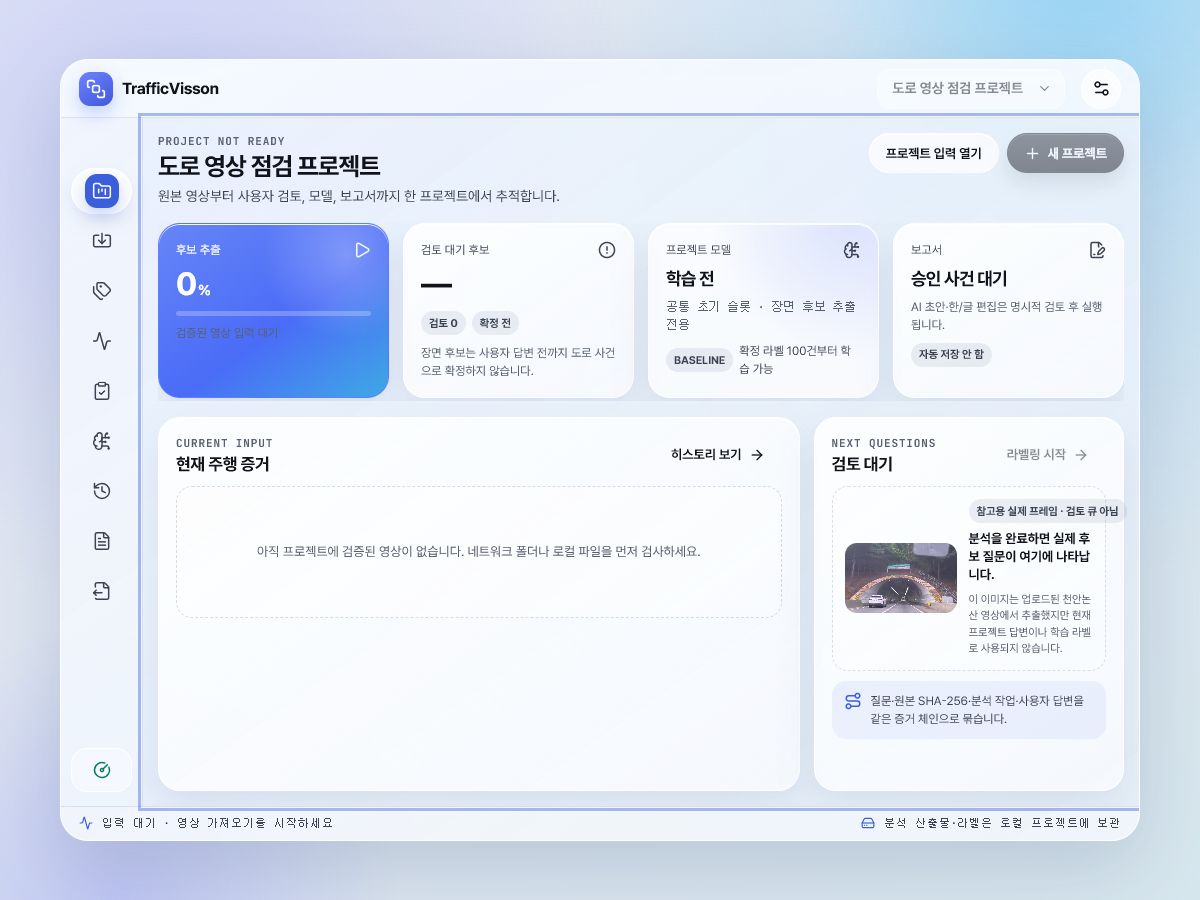 TrafficVisson
도로 영상 점검 프로젝트
PROJECT NOT READY
도로 영상 점검 프로젝트
원본 영상부터 사용자 검토, 모델, 보고서까지 한 프로젝트에서 추적합니다.
프로젝트 입력 열기
새 프로젝트
후보 추출
0%
검증된 영상 입력 대기
검토 대기 후보
—
검토 0
확정 전
장면 후보는 사용자 답변 전까지 도로 사건
으로 확정하지 않습니다.
프로젝트 모델
학습 전
공통 초기 슬롯 · 장면 후보 추출
전용
BASELINE
확정 라벨 100건부터 학
습 가능
보고서
승인 사건 대기
AI 초안·한/글 편집은 명시적 검토 후 실행
됩니다.
자동 저장 안 함
CURRENT INPUT
현재 주행 증거
히스토리 보기
아직 프로젝트에 검증된 영상이 없습니다. 네트워크 폴더나 로컬 파일을 먼저 검사하세요.
NEXT QUESTIONS
검토 대기
라벨링 시작
참고용 실제 프레임 · 검토 큐 아님
분석을 완료하면 실제 후
보 질문이 여기에 나타납
니다.
이 이미지는 업로드된 천안논
산 영상에서 추출했지만 현재
프로젝트 답변이나 학습 라벨
로 사용되지 않습니다.
질문·원본 SHA-256·분석 작업·사용자 답변을
같은 증거 체인으로 묶습니다.
입력 대기 · 영상 가져오기을 시작하세요
분석 산출물·라벨은 로컬 프로젝트에 보관